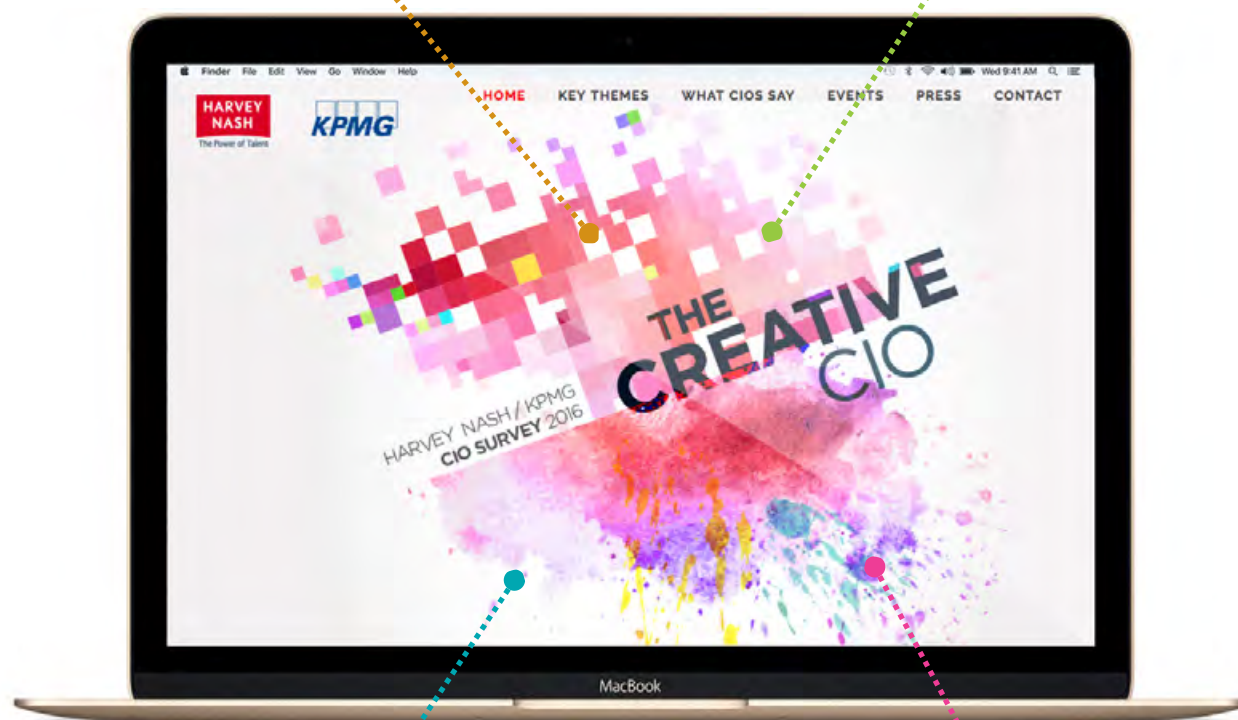 Finder File Edit View Go Window Help
Wed 9:41 AM
HARVEY
NASH
The Power of Talent
KPMG
HOME KEY THEMES WHAT CIOS SAY EVENTS PRESS CONTACT
THE
CREATIVE
CIO
HARVEY NASH / KPMG
CIO SURVEY 2016
MacBook